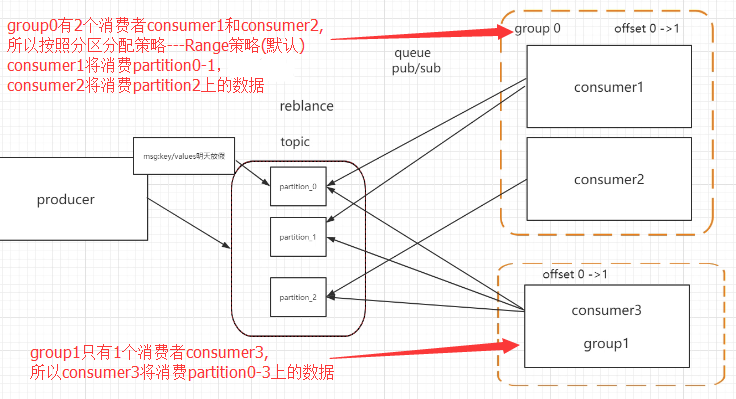 group0有2个消费者consumer1和consumer2,
所以按照分区分配策略---Range策略(默认)
consumer1将消费partition0-1,
consumer2将消费partition2上的数据
queue
pub/sub
group 0
offset 0 ->1
consumer1
reblance
topic
msg:key/values明天放假
producer
partition_0
partition_1
partition_2
consumer2
offset 0 ->1
consumer3
group1
group1只有1个消费者consumer3,
所以consumer3将消费partition0-3上的数据